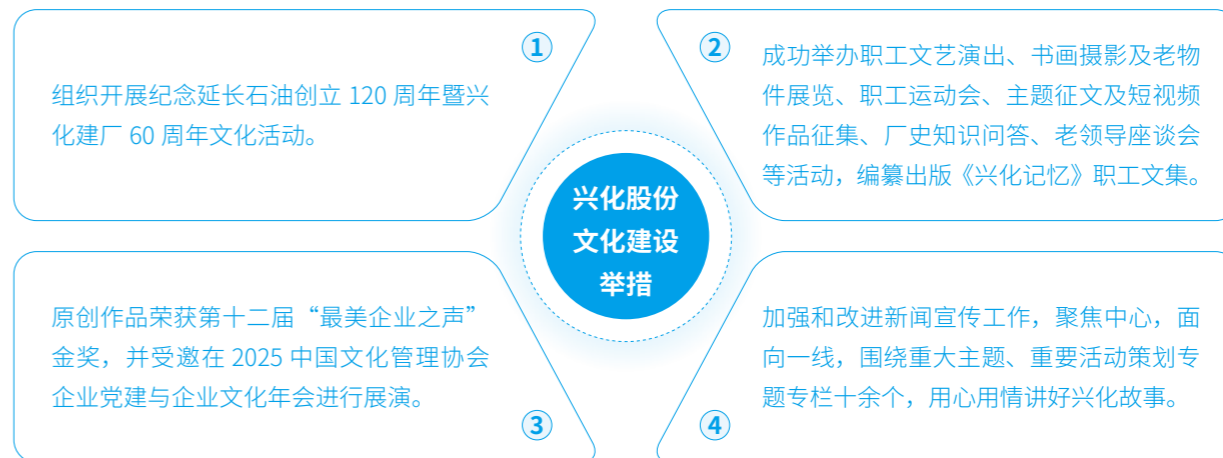 ①
组织开展纪念延长石油创立 120 周年暨兴
化建厂 60 周年文化活动。
②
成功举办职工文艺演出、书画摄影及老物
件展览、职工运动会、主题征文及短视频
作品征集、厂史知识问答、老领导座谈会
等活动，编纂出版《兴化记忆》职工文集。
兴化股份
文化建设
举措
原创作品荣获第十二届“最美企业之声”
金奖，并受邀在 2025 中国文化管理协会
企业党建与企业文化年会进行展演。
③
加强和改进新闻宣传工作，聚焦中心，面
向一线，围绕重大主题、重要活动策划专
题专栏十余个，用心用情讲好兴化故事。
④